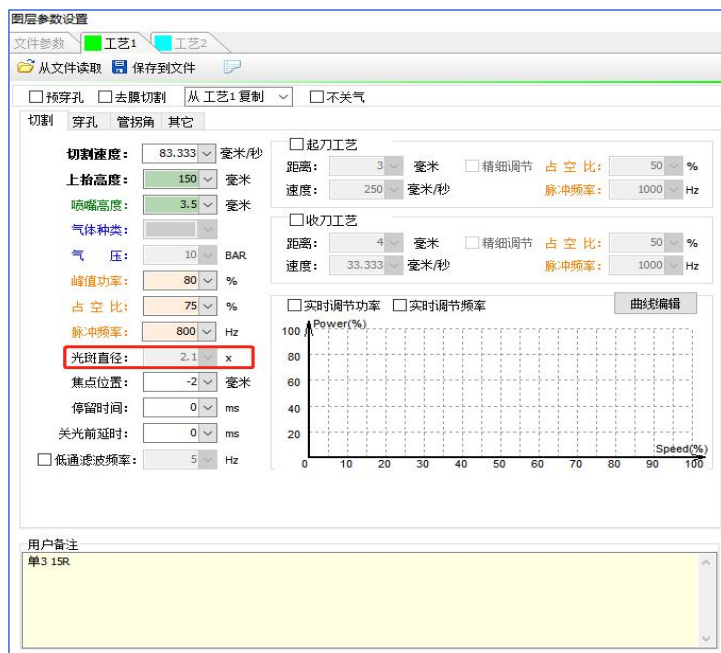 图层参数设置
文件参数 工艺1 工艺2
从文件读取 保存到文件
预穿孔 去膜切割 从 工艺1 复制 不关气
切割 穿孔 管拐角 其它
切割速度: 83.333 毫米/秒
上抬高度: 150 毫米
喷嘴高度: 3.5 毫米
气体种类:
气 压: 10 BAR
峰值功率: 80 %
占 空 比: 75 %
脉冲频率: 800 Hz
光斑直径: 2.1 x
焦点位置: -2 毫米
停留时间: 0 ms
关光前延时: 0 ms
低通滤波频率: 5 Hz
起刀工艺
距离: 3 毫米 精细调节 占 空 比: 50 %
速度: 250 毫米/秒 脉冲频率: 1000 Hz
收刀工艺
距离: 4 毫米 精细调节 占 空 比: 50 %
速度: 33.333 毫米/秒 脉冲频率: 1000 Hz
实时调节功率 实时调节频率 曲线编辑
Power(%)
100
80
60
40
20
Speed(%)
0 10 20 30 40 50 60 70 80 90 100
用户备注
单3 15R